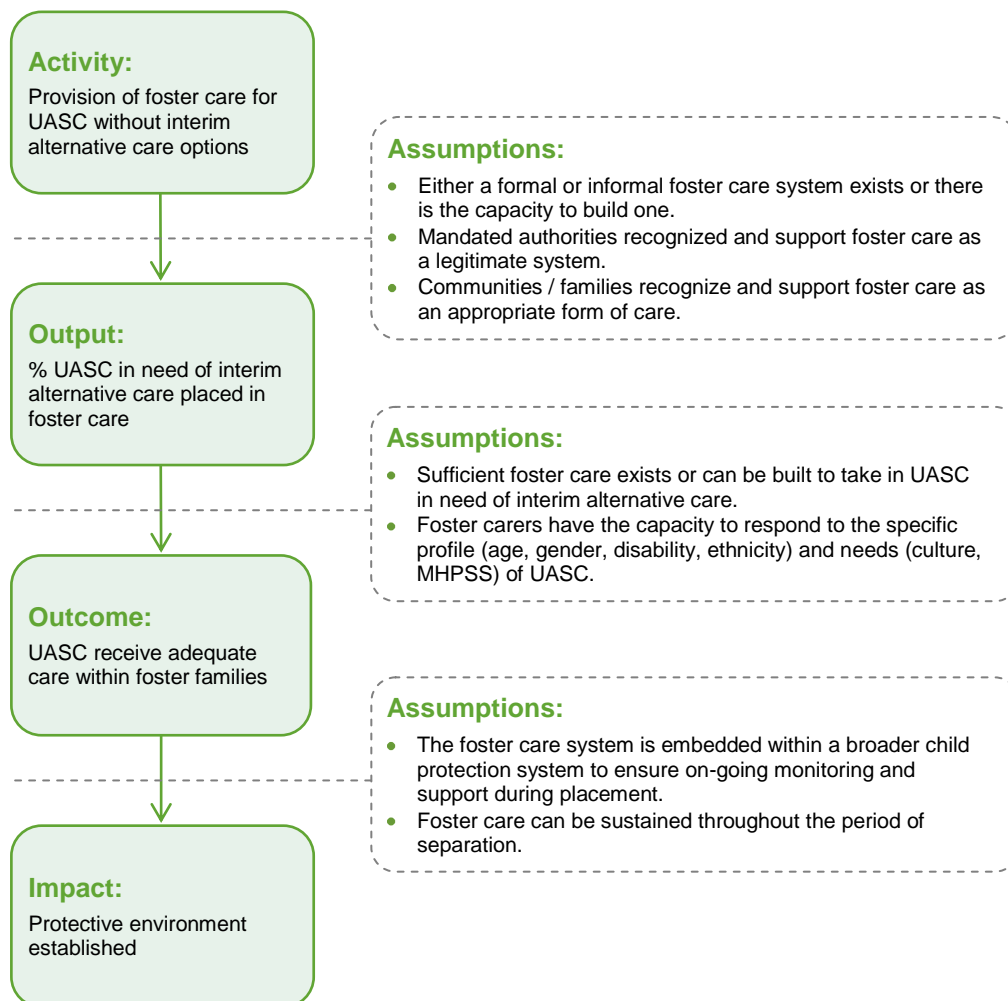 Activity:
Provision of foster care for
UASC without interim
alternative care options
Assumptions:
• Either a formal or informal foster care system exists or there
is the capacity to build one.
• Mandated authorities recognized and support foster care as
a legitimate system.
• Communities / families recognize and support foster care as
an appropriate form of care.
Output:
% UASC in need of interim
alternative care placed in
foster care
Assumptions:
• Sufficient foster care exists or can be built to take in UASC
in need of interim alternative care.
• Foster carers have the capacity to respond to the specific
profile (age, gender, disability, ethnicity) and needs (culture,
MHPSS) of UASC.
Outcome:
UASC receive adequate
care within foster families
Assumptions:
• The foster care system is embedded within a broader child
protection system to ensure on-going monitoring and
support during placement.
• Foster care can be sustained throughout the period of
separation.
Impact:
Protective environment
established